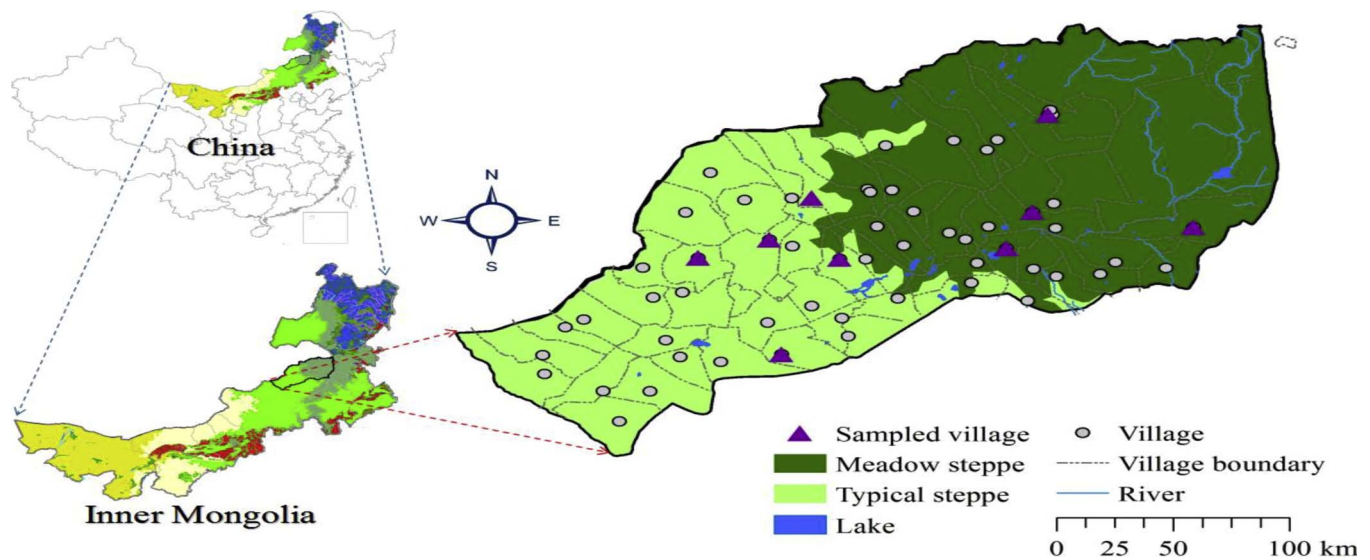 China
N
W E
S
Inner Mongolia
Sampled village
Meadow steppe
Typical steppe
Lake
Village
Village boundary
River
0 25 50 100 km